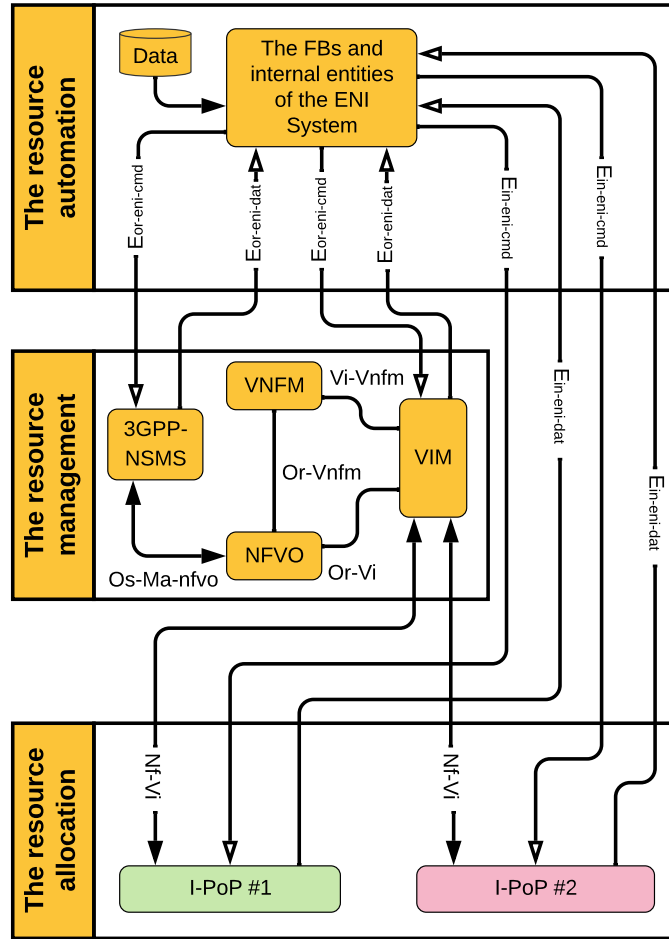 The resource
automation
Data
The FBs and
internal entities
of the ENI
System
Eor-eni-cmd
Eor-eni-dat
Eor-eni-cmd
Eor-eni-dat
Ein-eni-cmd
Ein-eni-cmd
Ein-eni-dat
Ein-eni-dat
The resource
management
3GPP-
NSMS
VNFM
Vi-Vnfm
VIM
Or-Vnfm
NFVO
Os-Ma-nfvo
Or-Vi
The resource
allocation
Nf-Vi
Nf-Vi
I-PoP #1
I-PoP #2